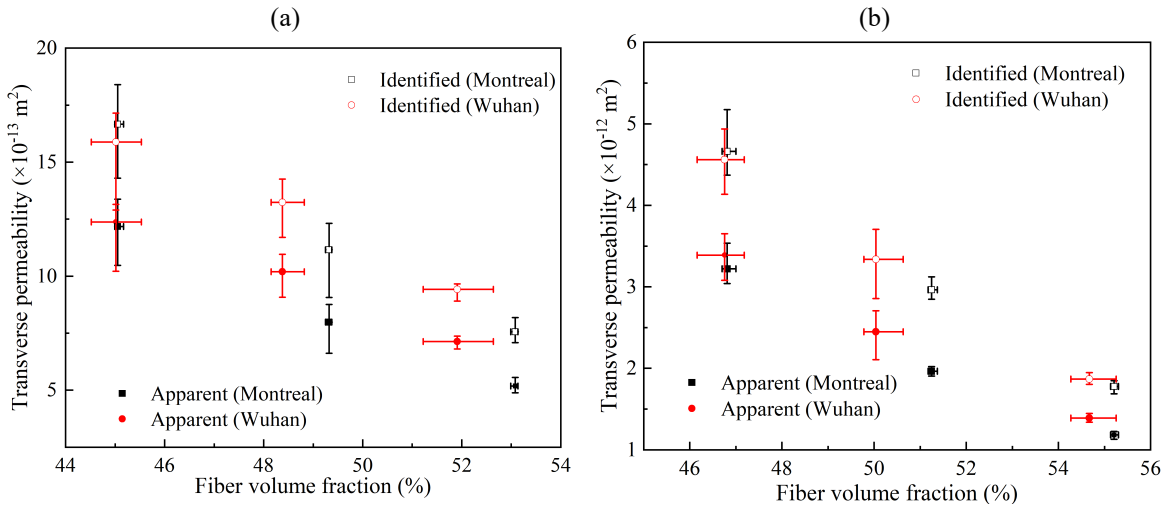 (a)
20
15
10
5
44 46 48 50 52 54
Transverse permeability (×10⁻¹³ m²)
Fiber volume fraction (%)
Identified (Montreal)
Identified (Wuhan)
Apparent (Montreal)
Apparent (Wuhan)
(b)
6
5
4
3
2
1
46 48 50 52 54 56
Transverse permeability (×10⁻¹² m²)
Fiber volume fraction (%)
Identified (Montreal)
Identified (Wuhan)
Apparent (Montreal)
Apparent (Wuhan)